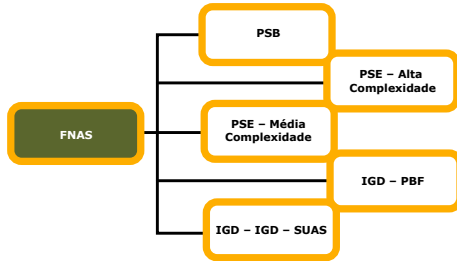 PSB
PSE – Alta
Complexidade
FNAS
PSE – Média
Complexidade
IGD – PBF
IGD – IGD – SUAS